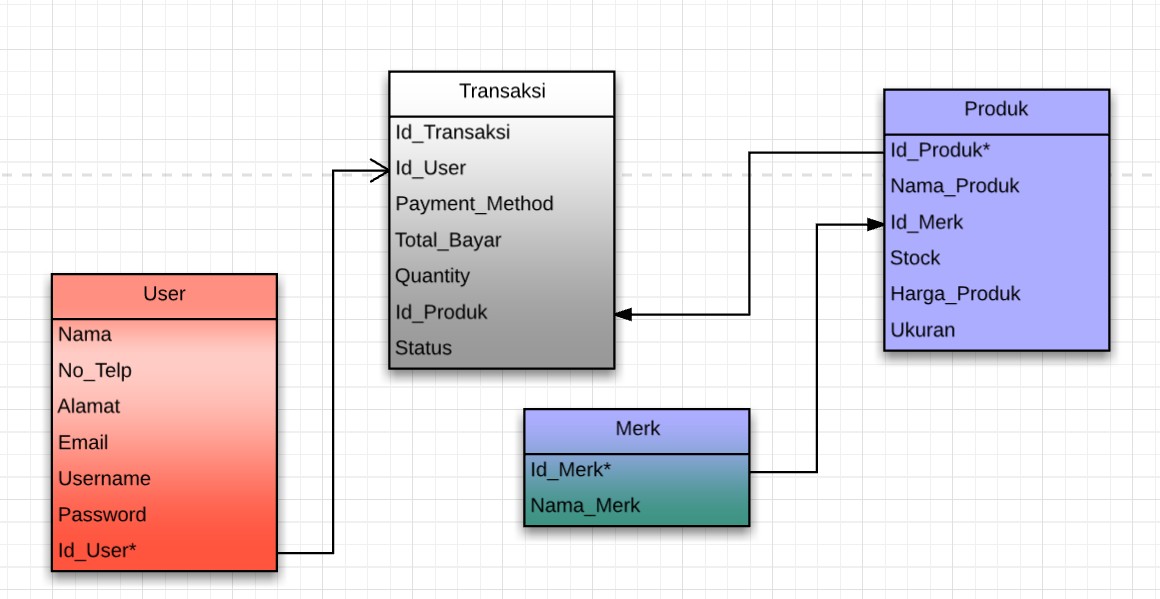 Transaksi
Id_Transaksi
Id_User
Payment_Method
Total_Bayar
Quantity
Id_Produk
Status
Produk
Id_Produk*
Nama_Produk
Id_Merk
Stock
Harga_Produk
Ukuran
User
Nama
No_Telp
Alamat
Email
Username
Password
Id_User*
Merk
Id_Merk*
Nama_Merk